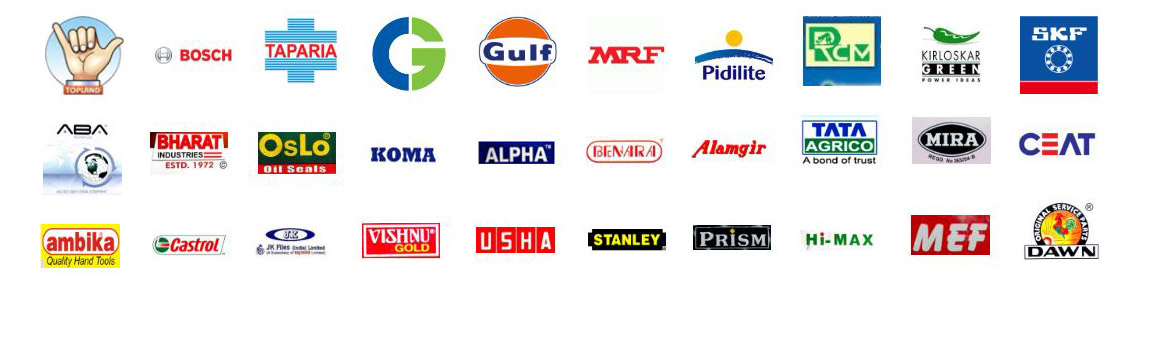 TOPLAND
BOSCH
TAPARIA
Gulf
MRF
Pidilite
RCM
KIRLOSKAR
GREEN
POWER IDEAS
SKF
ABA
BHARAT
INDUSTRIES
ESTD. 1972 ©
OSLO
Oil Seals
KOMA
ALPHA™
BENARA
Alamgir
TATA
AGRICO
A bond of trust
MIRA
CEAT
ambika
Quality Hand Tools
Castrol
JK
JK Files (India) Limited
VISHNU
GOLD
USHA
STANLEY
PRISM
Hi-MAX
MEF
ORIGINAL SERVICE PARTS
®
DAWN